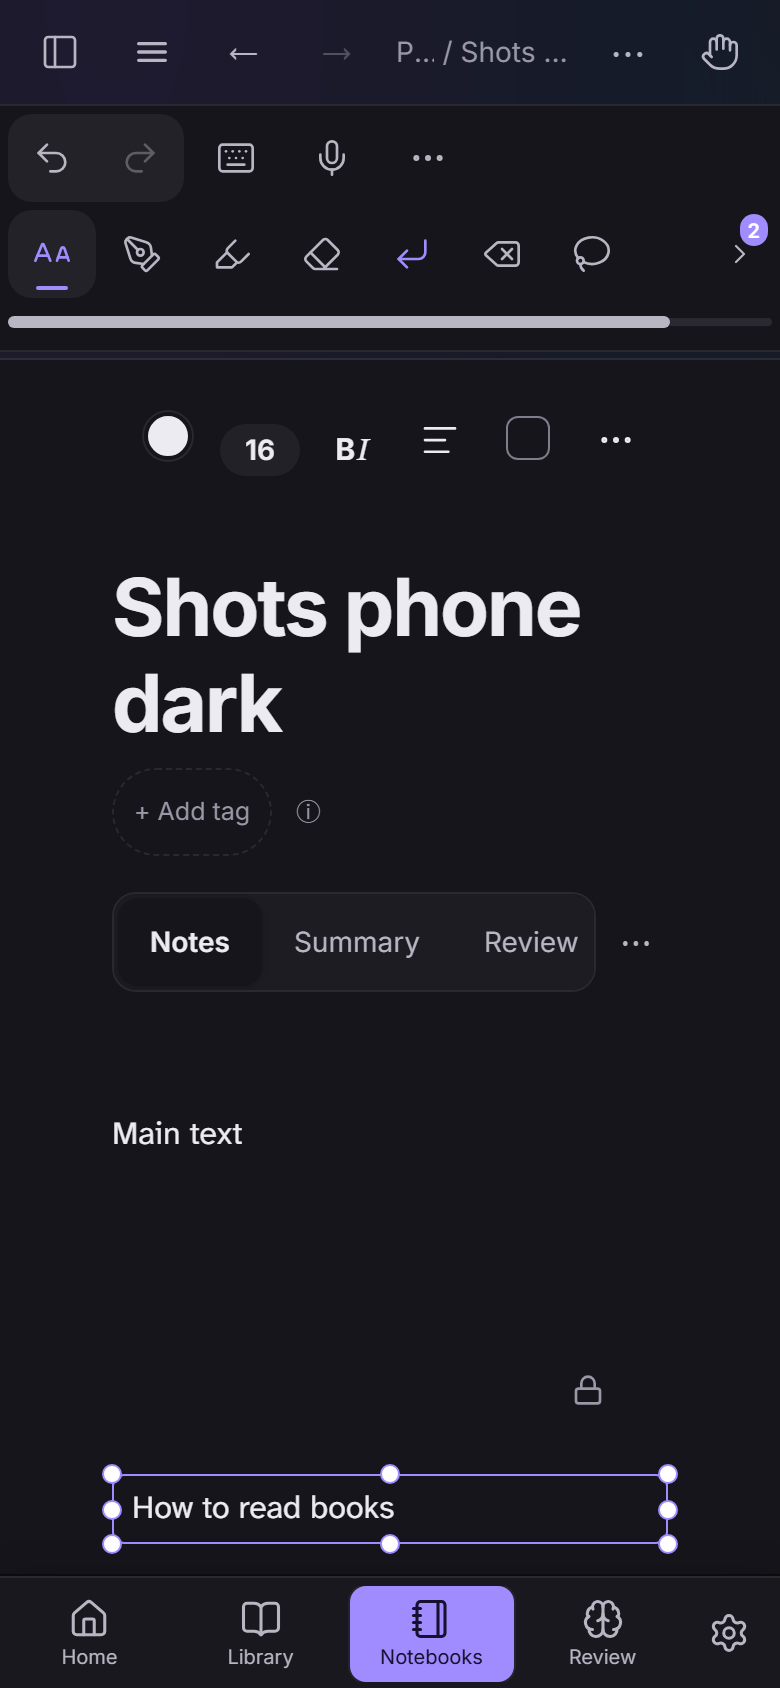 P... / Shots ...
2
16
BI
Shots phone
dark
+ Add tag
Notes Summary Review
Main text
How to read books
Home Library Notebooks Review